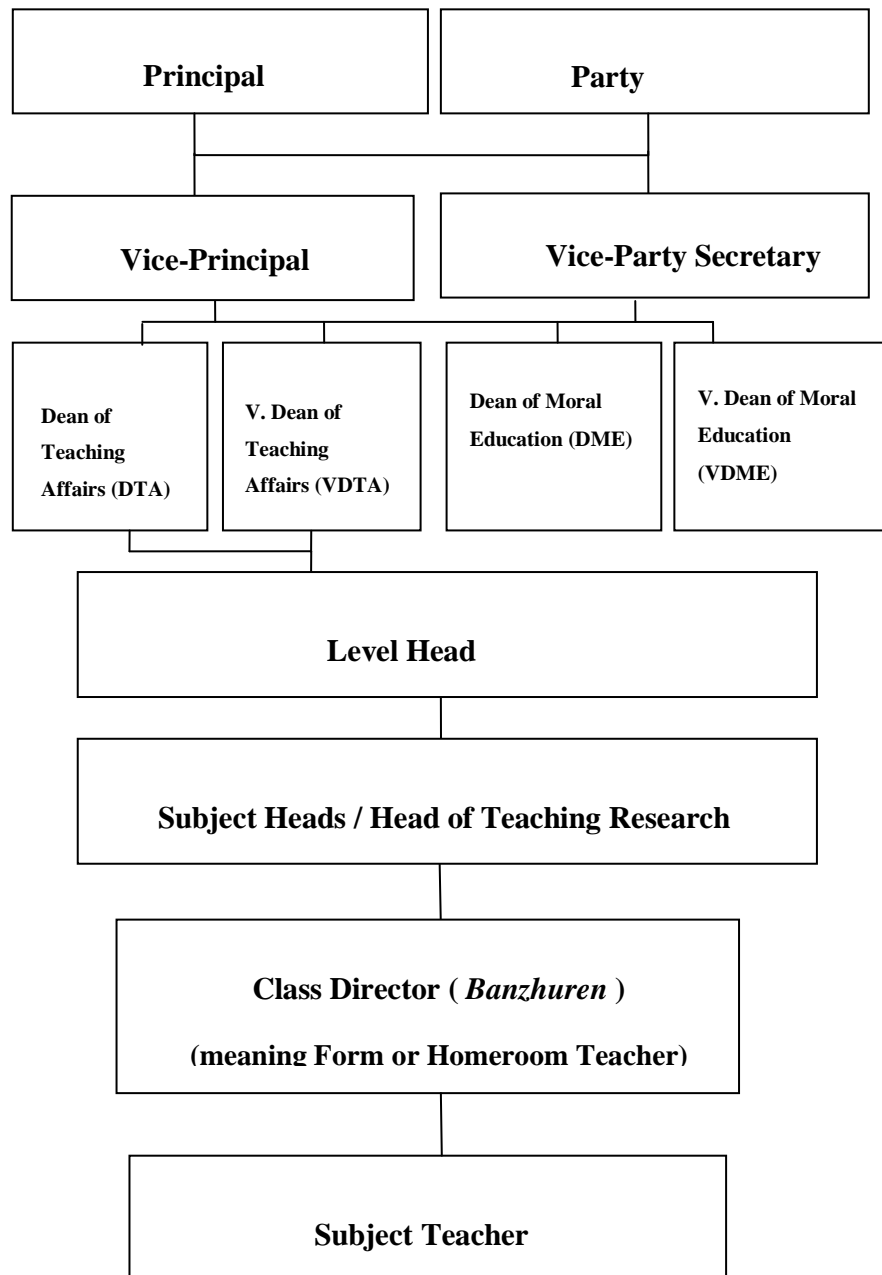 Principal
Party
Vice-Principal
Vice-Party Secretary
Dean of
Teaching
Affairs (DTA)
V. Dean of
Teaching
Affairs (VDTA)
Dean of Moral
Education (DME)
V. Dean of Moral
Education
(VDME)
Level Head
Subject Heads / Head of Teaching Research
Class Director ( Banzhuren )
(meaning Form or Homeroom Teacher)
Subject Teacher